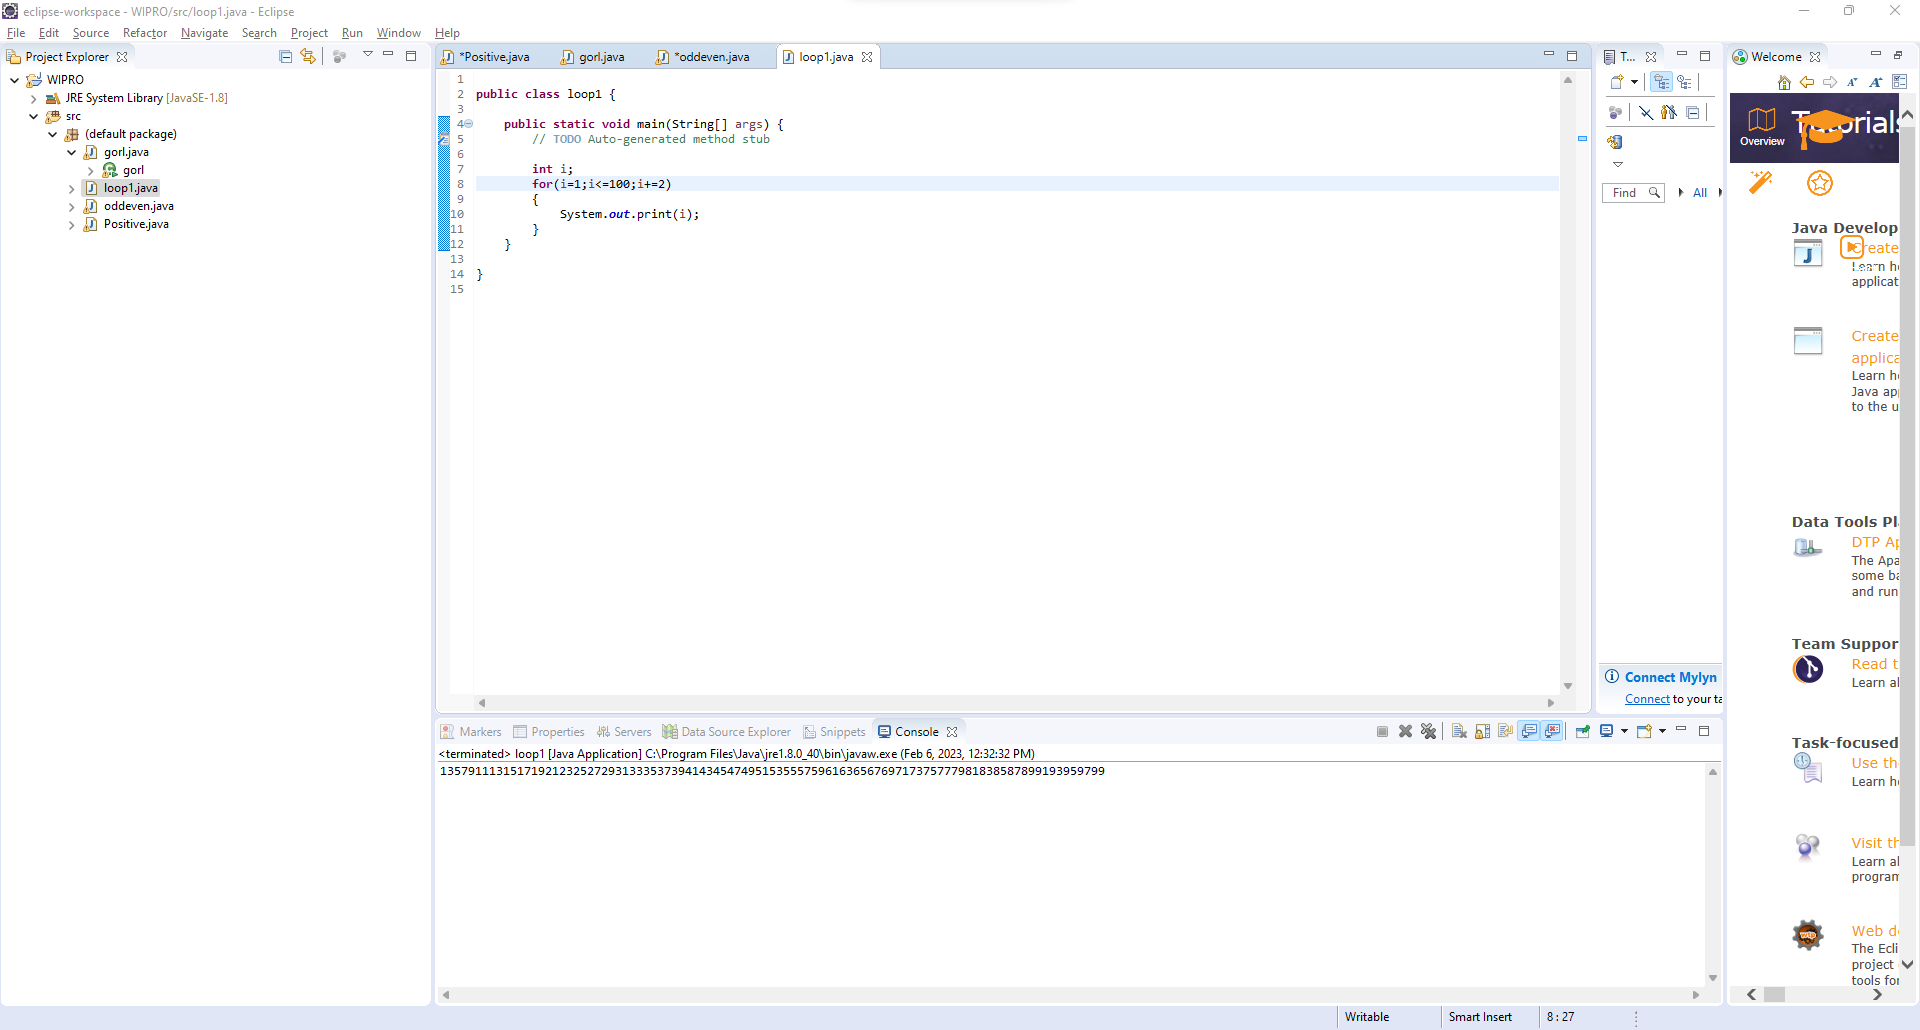 eclipse-workspace - WIPRO/src/loop1.java - Eclipse
File Edit Source Refactor Navigate Search Project Run Window Help
Project Explorer
WIPRO
JRE System Library [JavaSE-1.8]
src
(default package)
gorl.java
gorl
loop1.java
oddeven.java
Positive.java
*Positive.java gorl.java *oddeven.java loop1.java
1
2 public class loop1 {
3
4 public static void main(String[] args) {
5 // TODO Auto-generated method stub
6
7 int i;
8 for(i=1;i<=100;i+=2)
9 {
10 System.out.print(i);
11 }
12 }
13
14 }
15
T...
Find All
Connect Mylyn
Connect to your ta
Welcome
Overview
Tutorials
Java Develop
Create
Learn h
applicat
Create
applica
Learn h
Java ap
to the u
Data Tools Pl
DTP Ap
The Apa
some ba
and run
Team Suppor
Read t
Learn al
Task-focused
Use th
Learn h
Visit th
Learn al
program
Web de
The Ecli
project
tools for
Markers Properties Servers Data Source Explorer Snippets Console
<terminated> loop1 [Java Application] C:\Program Files\Java\jre1.8.0_40\bin\javaw.exe (Feb 6, 2023, 12:32:32 PM)
13579111315171921232527293133353739414345474951535557596163656769717375777981838587899193959799
Writable Smart Insert 8 : 27